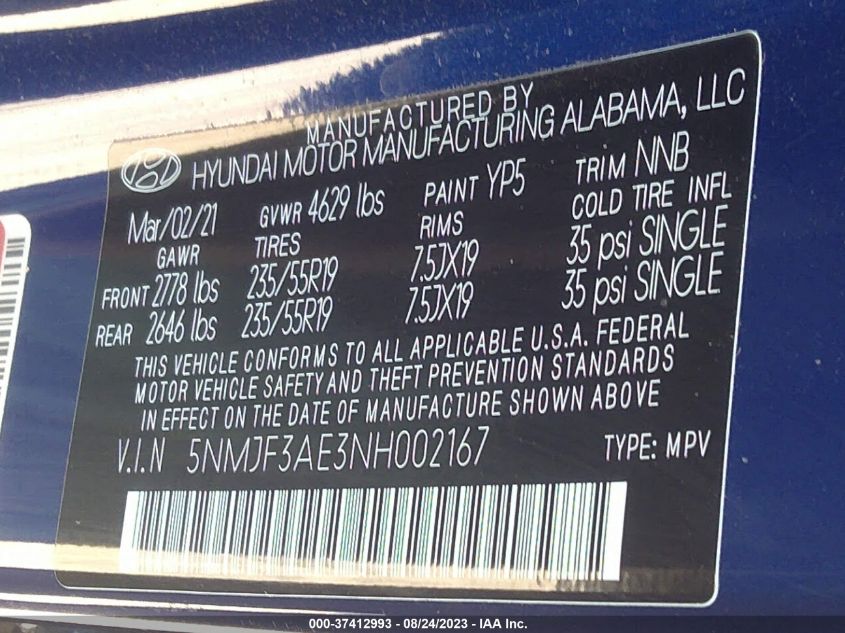 MANUFACTURED BY
HYUNDAI MOTOR MANUFACTURING ALABAMA, LLC
Mar/02/21 GVWR 4629 lbs PAINT YP5 TRIM NNB
GAWR TIRES RIMS COLD TIRE INFL
FRONT 2778 lbs 235/55R19 7.5JX19 35 psi SINGLE
REAR 2646 lbs 235/55R19 7.5JX19 35 psi SINGLE
THIS VEHICLE CONFORMS TO ALL APPLICABLE U.S.A. FEDERAL
MOTOR VEHICLE SAFETY AND THEFT PREVENTION STANDARDS
IN EFFECT ON THE DATE OF MANUFACTURE SHOWN ABOVE
V.I.N 5NMJF3AE3NH002167 TYPE: MPV
000-37412993 - 08/24/2023 - IAA Inc.